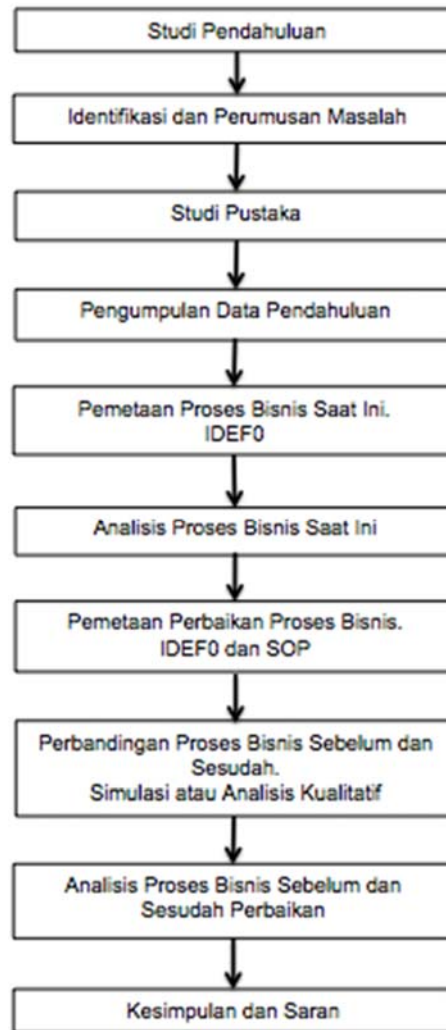 Studi Pendahuluan
Identifikasi dan Perumusan Masalah
Studi Pustaka
Pengumpulan Data Pendahuluan
Pemetaan Proses Bisnis Saat Ini.
IDEF0
Analisis Proses Bisnis Saat Ini
Pemetaan Perbaikan Proses Bisnis.
IDEF0 dan SOP
Perbandingan Proses Bisnis Sebelum dan
Sesudah.
Simulasi atau Analisis Kualitatif
Analisis Proses Bisnis Sebelum dan
Sesudah Perbaikan
Kesimpulan dan Saran